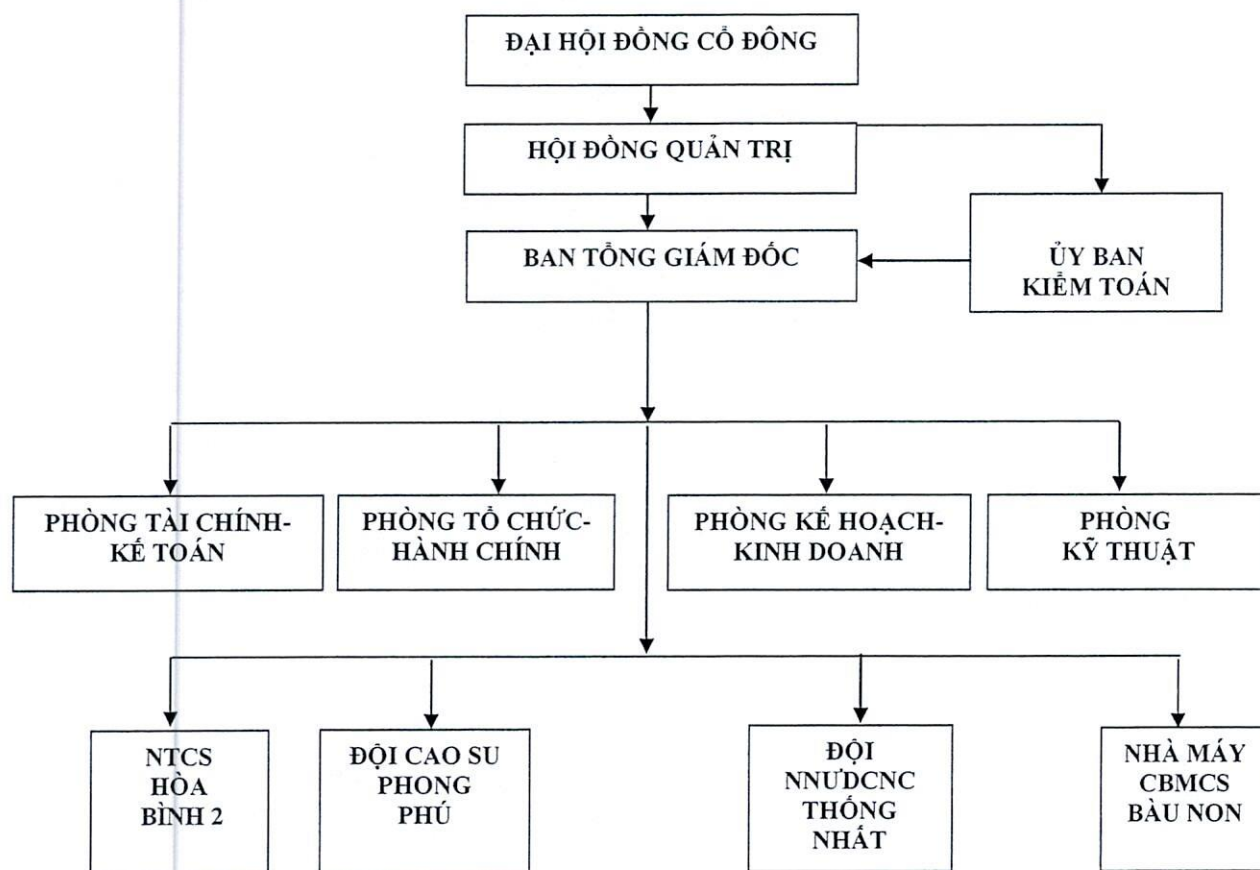 ĐẠI HỘI ĐỒNG CỔ ĐÔNG
HỘI ĐỒNG QUẢN TRỊ
BAN TỔNG GIÁM ĐỐC
ỦY BAN
KIỂM TOÁN
PHÒNG TÀI CHÍNH-
KẾ TOÁN
PHÒNG TỔ CHỨC-
HÀNH CHÍNH
PHÒNG KẾ HOẠCH-
KINH DOANH
PHÒNG
KỸ THUẬT
NTCS
HÒA
BÌNH 2
ĐỘI CAO SU
PHONG
PHÚ
ĐỘI
NNƯDCNC
THỐNG
NHẤT
NHÀ MÁY
CBMCS
BÀU NON